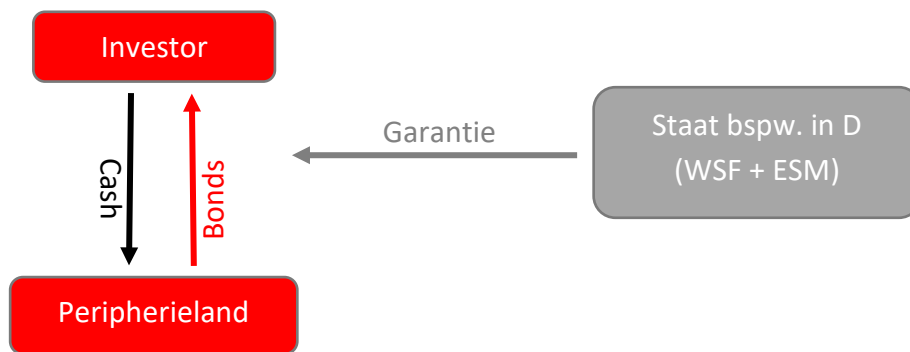 Investor
Cash
Bonds
Garantie
Staat bspw. in D
(WSF + ESM)
Peripherieland